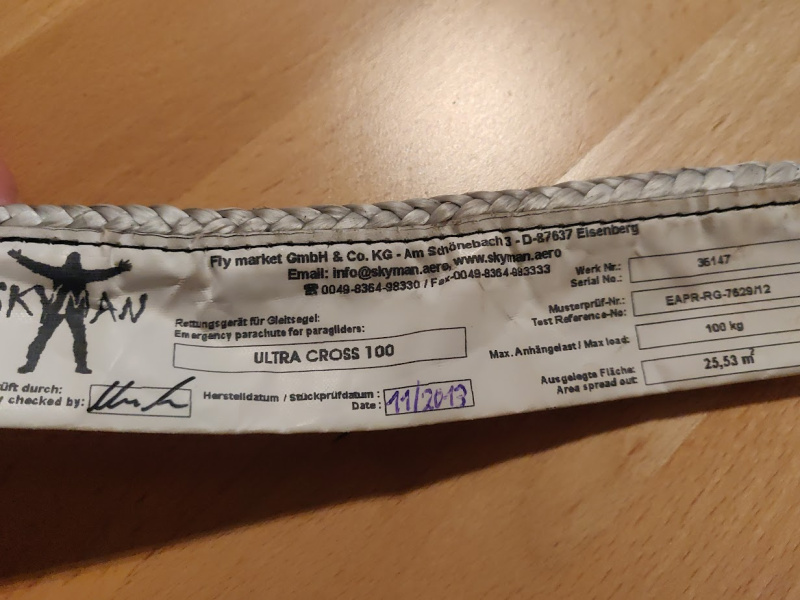 Fly market GmbH & Co. KG - Am Schönebach 3 - D-87637 Eisenberg
Email: info@skyman.aero, www.skyman.aero
☎ 0049-8364-98330 / Fax-0049-8364-983333
SKYMAN
Rettungsgerät für Gleitsegel:
Emergency parachute for paragliders:
ULTRA CROSS 100
üft durch:
y checked by:
Herstelldatum / Stückprüfdatum :
Date :
11/2013
Werk Nr.:
Serial No.:
36147
Musterprüf-Nr.:
Test Reference-No:
EAPR-RG-7629/12
Max. Anhängelast / Max load:
100 kg
Ausgelegte Fläche:
Area spread out:
25,53 m²